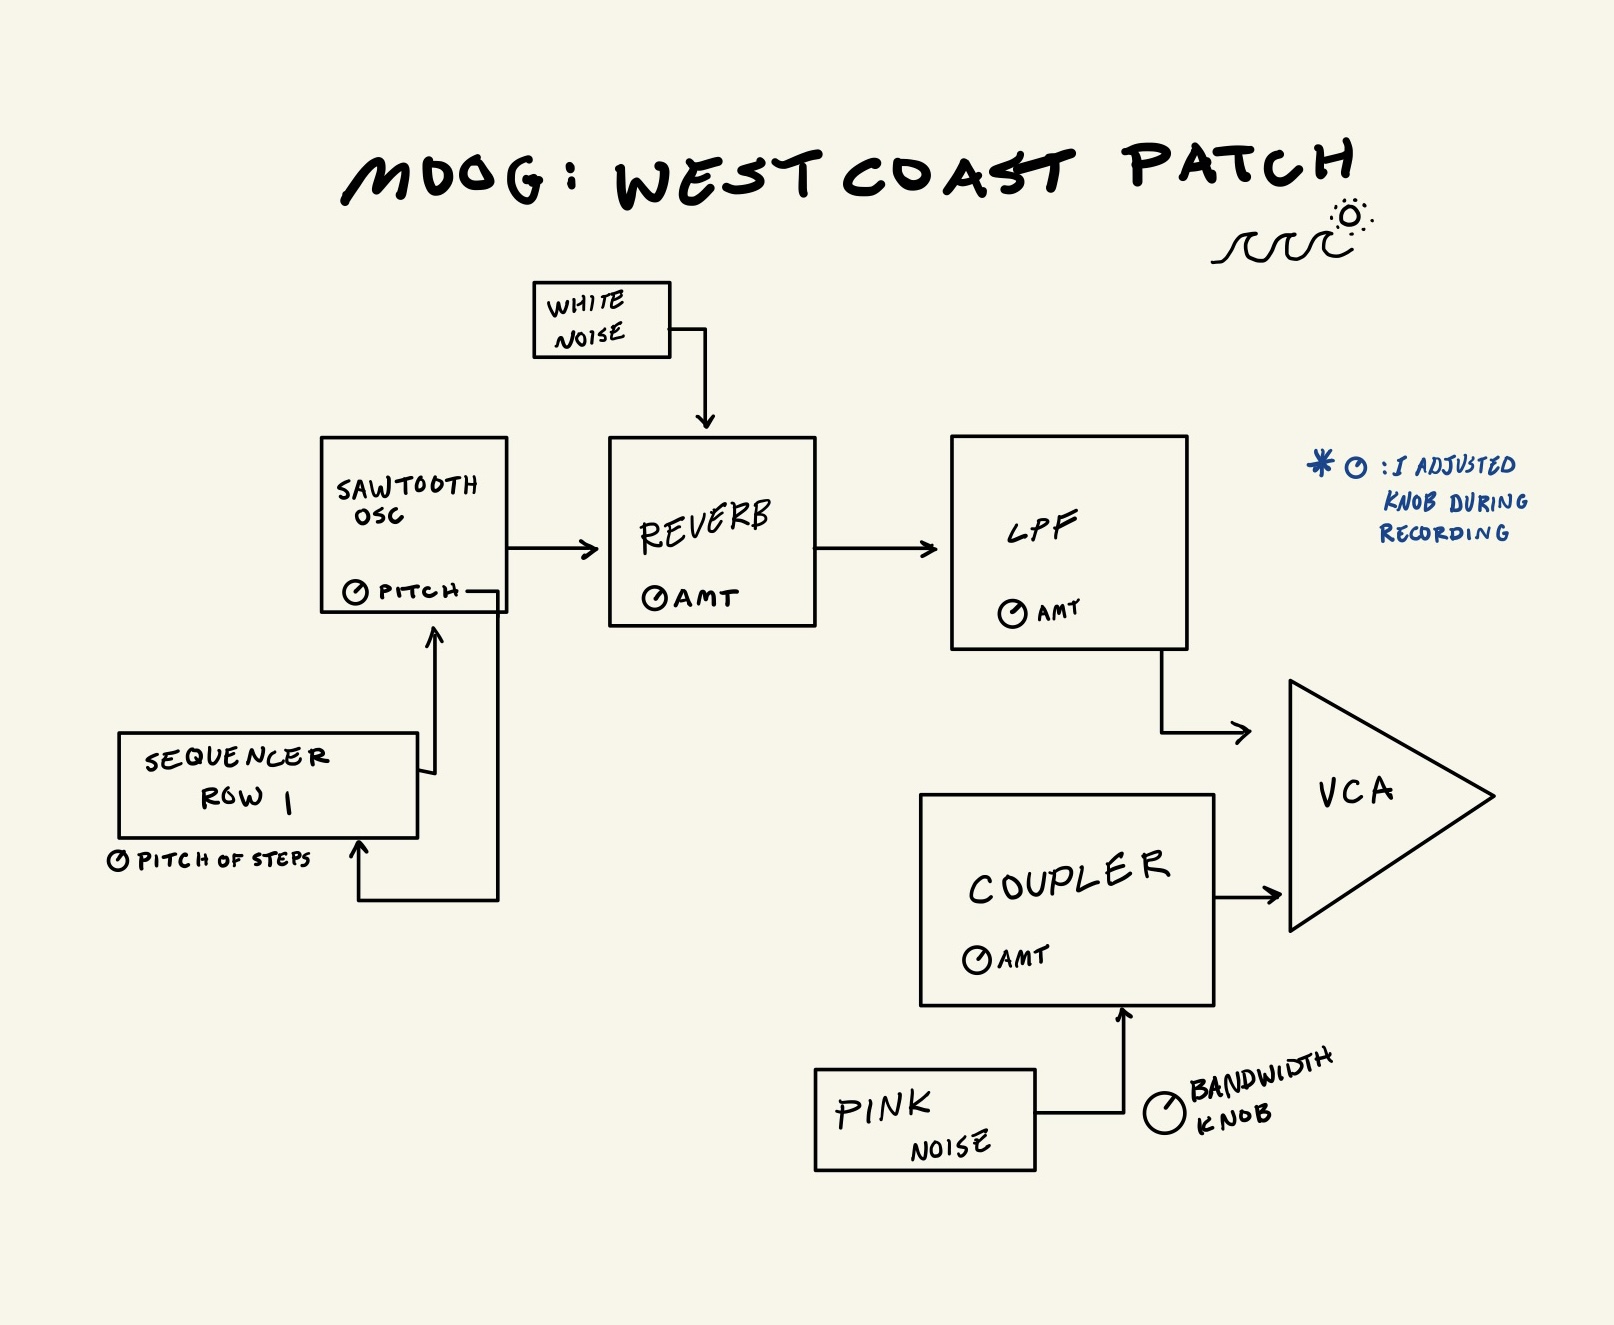 MOOG: WEST COAST PATCH
WHITE
NOISE
SAWTOOTH
OSC
PITCH
REVERB
AMT
LPF
AMT
* : I ADJUSTED
KNOB DURING
RECORDING
SEQUENCER
ROW 1
PITCH OF STEPS
VCA
COUPLER
AMT
PINK
NOISE
BANDWIDTH
KNOB